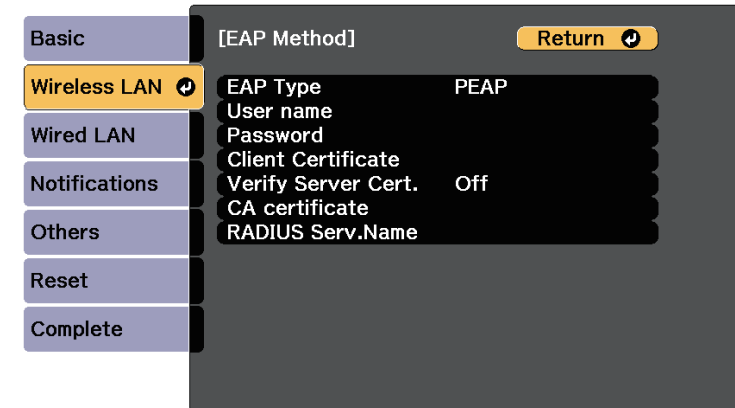 Basic
Wireless LAN
Wired LAN
Notifications
Others
Reset
Complete
[EAP Method]
Return
EAP Type PEAP
User name
Password
Client Certificate
Verify Server Cert. Off
CA certificate
RADIUS Serv.Name